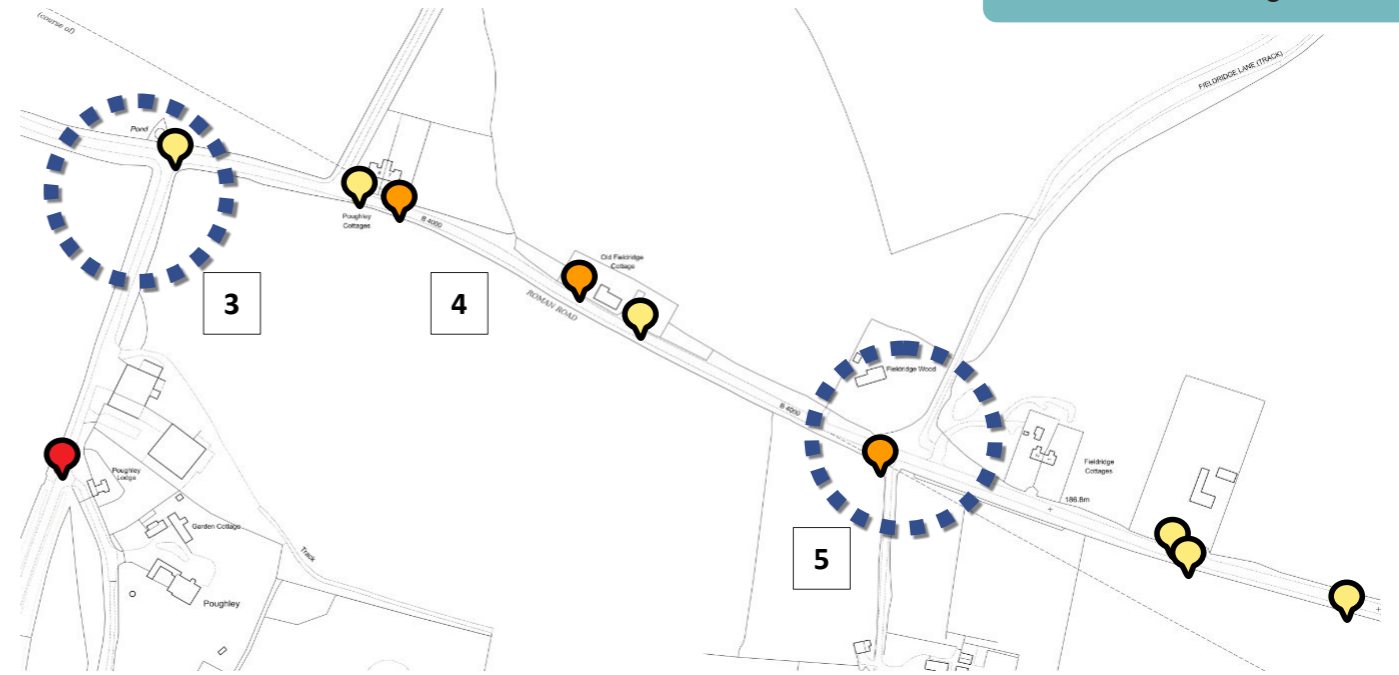 (course of)
FIELDRIDGE LANE (TRACK)
Pond
Poughley
Cottages
B 4000
Old Fieldridge
Cottage
ROMAN ROAD
3
4
Fieldridge Wood
B 4000
Fieldridge
Cottages
186.8m
Poughley
Lodge
Garden Cottage
Track
5
Poughley